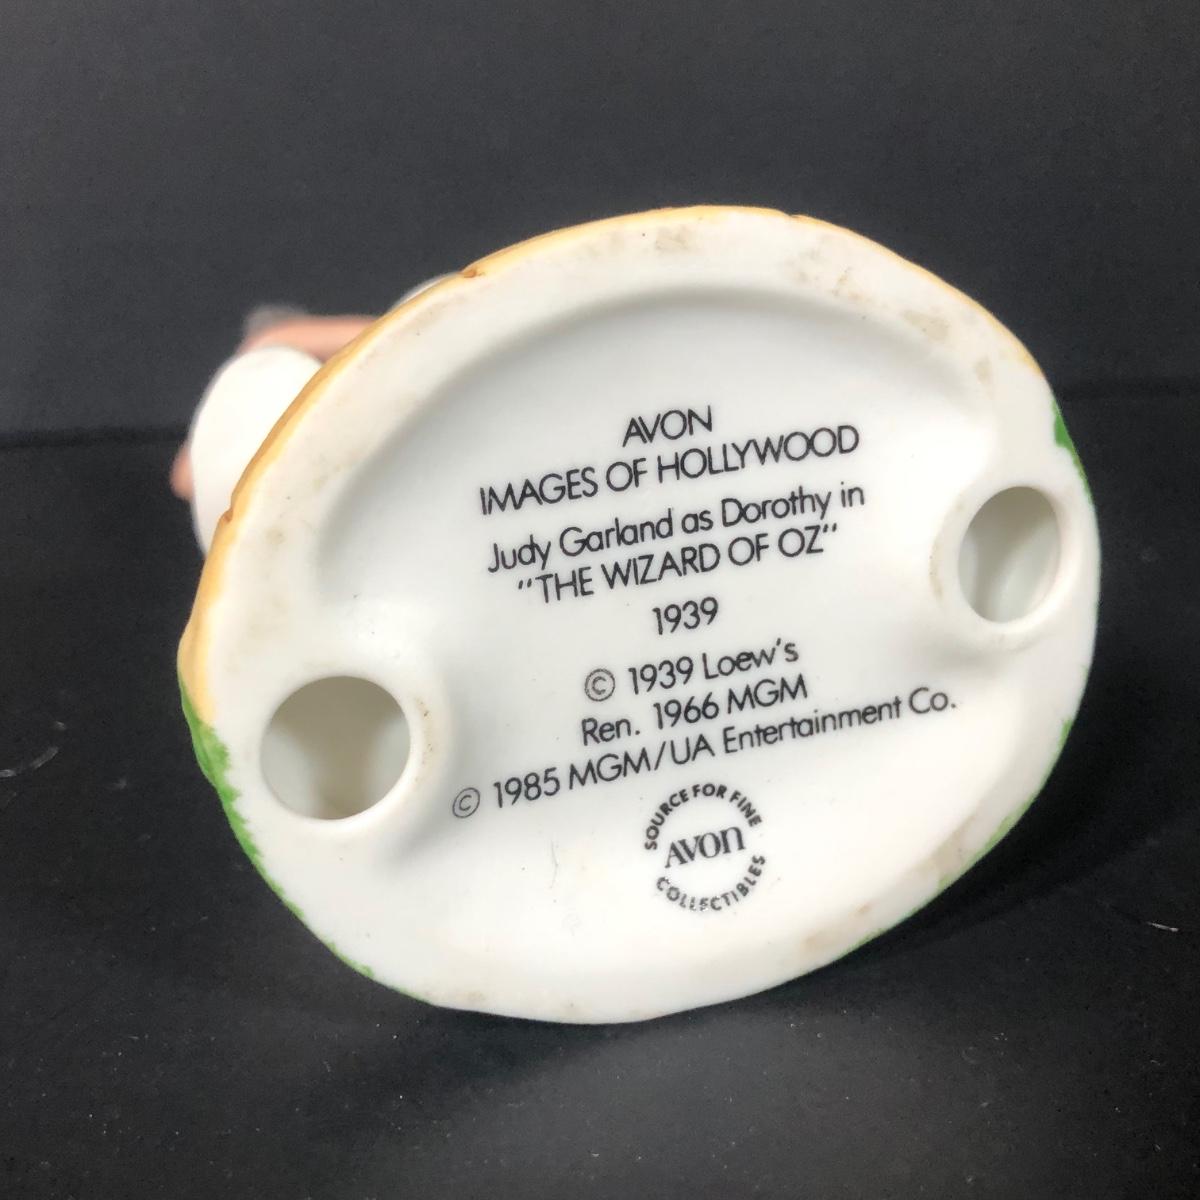 AVON
IMAGES OF HOLLYWOOD
Judy Garland as Dorothy in
"THE WIZARD OF OZ"
1939
© 1939 Loew's
Ren. 1966 MGM
© 1985 MGM/UA Entertainment Co.
SOURCE FOR FINE
AVON
COLLECTIBLES